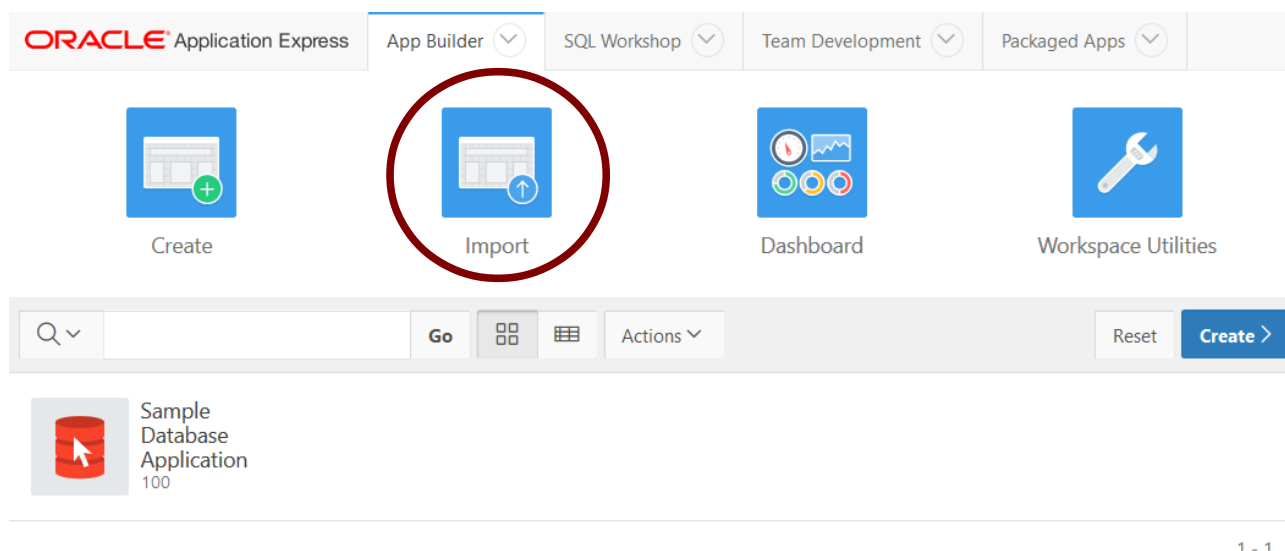 ORACLE Application Express App Builder SQL Workshop Team Development Packaged Apps
Create Import Dashboard Workspace Utilities
Go Actions Reset Create
Sample
Database
Application
100
1 - 1